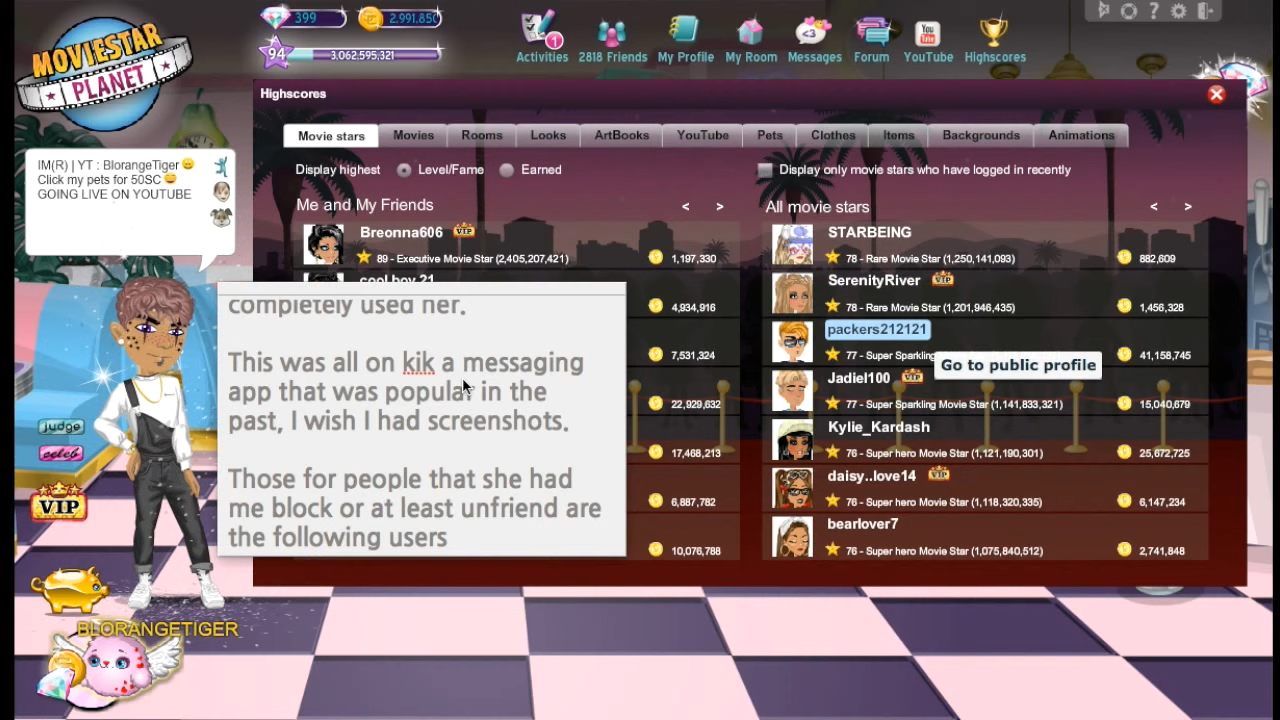 MOVIESTAR
PLANET
399
2.991.850
94
3,062,595,321
1
<3
You
Tube
Activities
2818 Friends
My Profile
My Room
Messages
Forum
YouTube
Highscores
?
Highscores
Movie stars
Movies
Rooms
Looks
ArtBooks
YouTube
Pets
Clothes
Items
Backgrounds
Animations
IM(R) | YT : BlorangeTiger
Click my pets for 50SC
GOING LIVE ON YOUTUBE
Display highest
Level/Fame
Earned
Display only movie stars who have logged in recently
Me and My Friends
< >
All movie stars
< >
Breonna606 VIP
89 - Executive Movie Star (2,405,207,421)
1,197,330
cool boy 21
4,934,916
7,531,324
22,929,632
17,468,213
6,887,782
10,076,788
STARBEING
78 - Rare Movie Star (1,250,141,093)
882,609
SerenityRiver VIP
78 - Rare Movie Star (1,201,946,435)
1,456,328
packers212121
77 - Super Sparkling
41,158,745
Go to public profile
Jadiel100 VIP
77 - Super Sparkling Movie Star (1,141,833,321)
15,040,679
Kylie_Kardash
76 - Super hero Movie Star (1,121,190,301)
25,672,725
daisy..love14 VIP
76 - Super hero Movie Star (1,118,320,335)
6,147,234
bearlover7
76 - Super hero Movie Star (1,075,840,512)
2,741,848
completely used her.
This was all on kik a messaging
app that was popular in the
past, I wish I had screenshots.
Those for people that she had
me block or at least unfriend are
the following users
judge
celeb
VIP
BLORANGETIGER